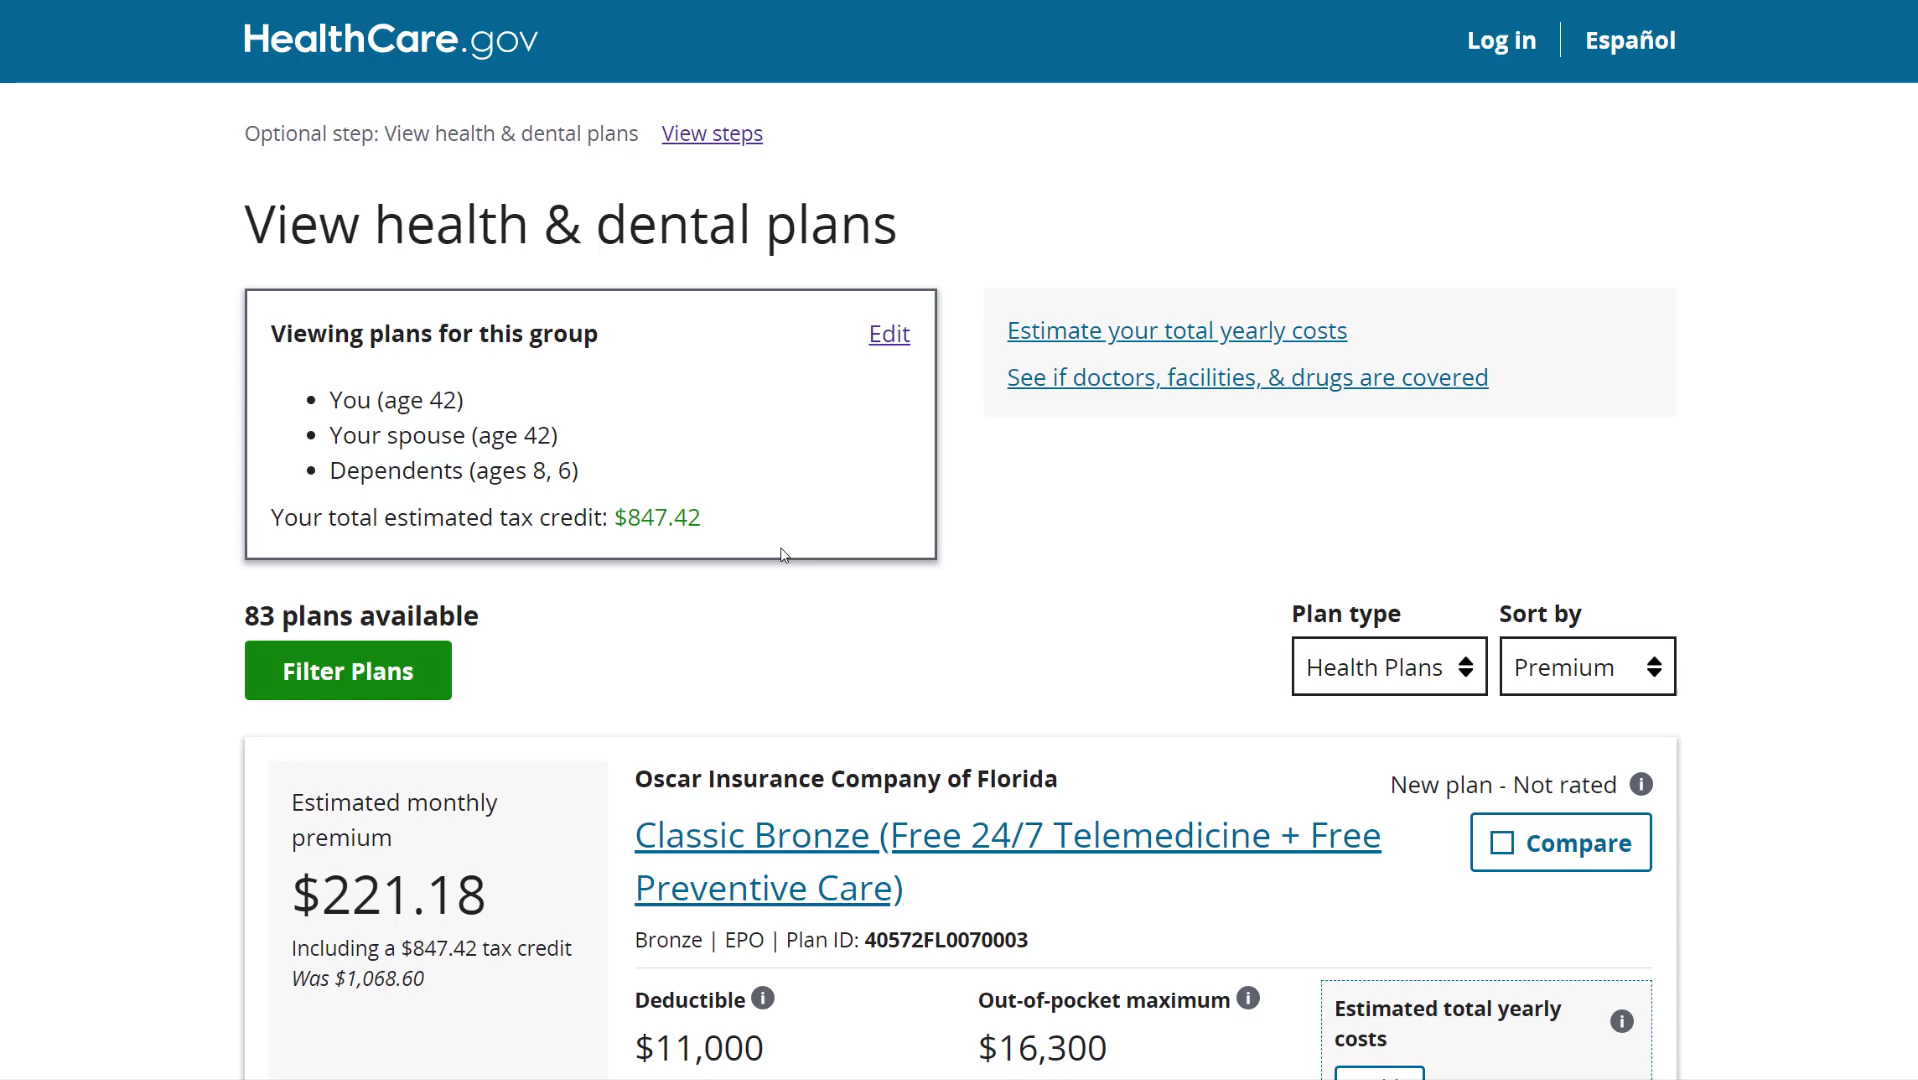 HealthCare.gov
Log in
Español
Optional step: View health & dental plans View steps
View health & dental plans
Viewing plans for this group
Edit
• You (age 42)
• Your spouse (age 42)
• Dependents (ages 8, 6)
Your total estimated tax credit: $847.42
Estimate your total yearly costs
See if doctors, facilities, & drugs are covered
83 plans available
Filter Plans
Plan type
Health Plans
Sort by
Premium
Estimated monthly
premium
$221.18
Including a $847.42 tax credit
Was $1,068.60
Oscar Insurance Company of Florida
New plan - Not rated
Classic Bronze (Free 24/7 Telemedicine + Free
Preventive Care)
Compare
Bronze | EPO | Plan ID: 40572FL0070003
Deductible
$11,000
Out-of-pocket maximum
$16,300
Estimated total yearly
costs